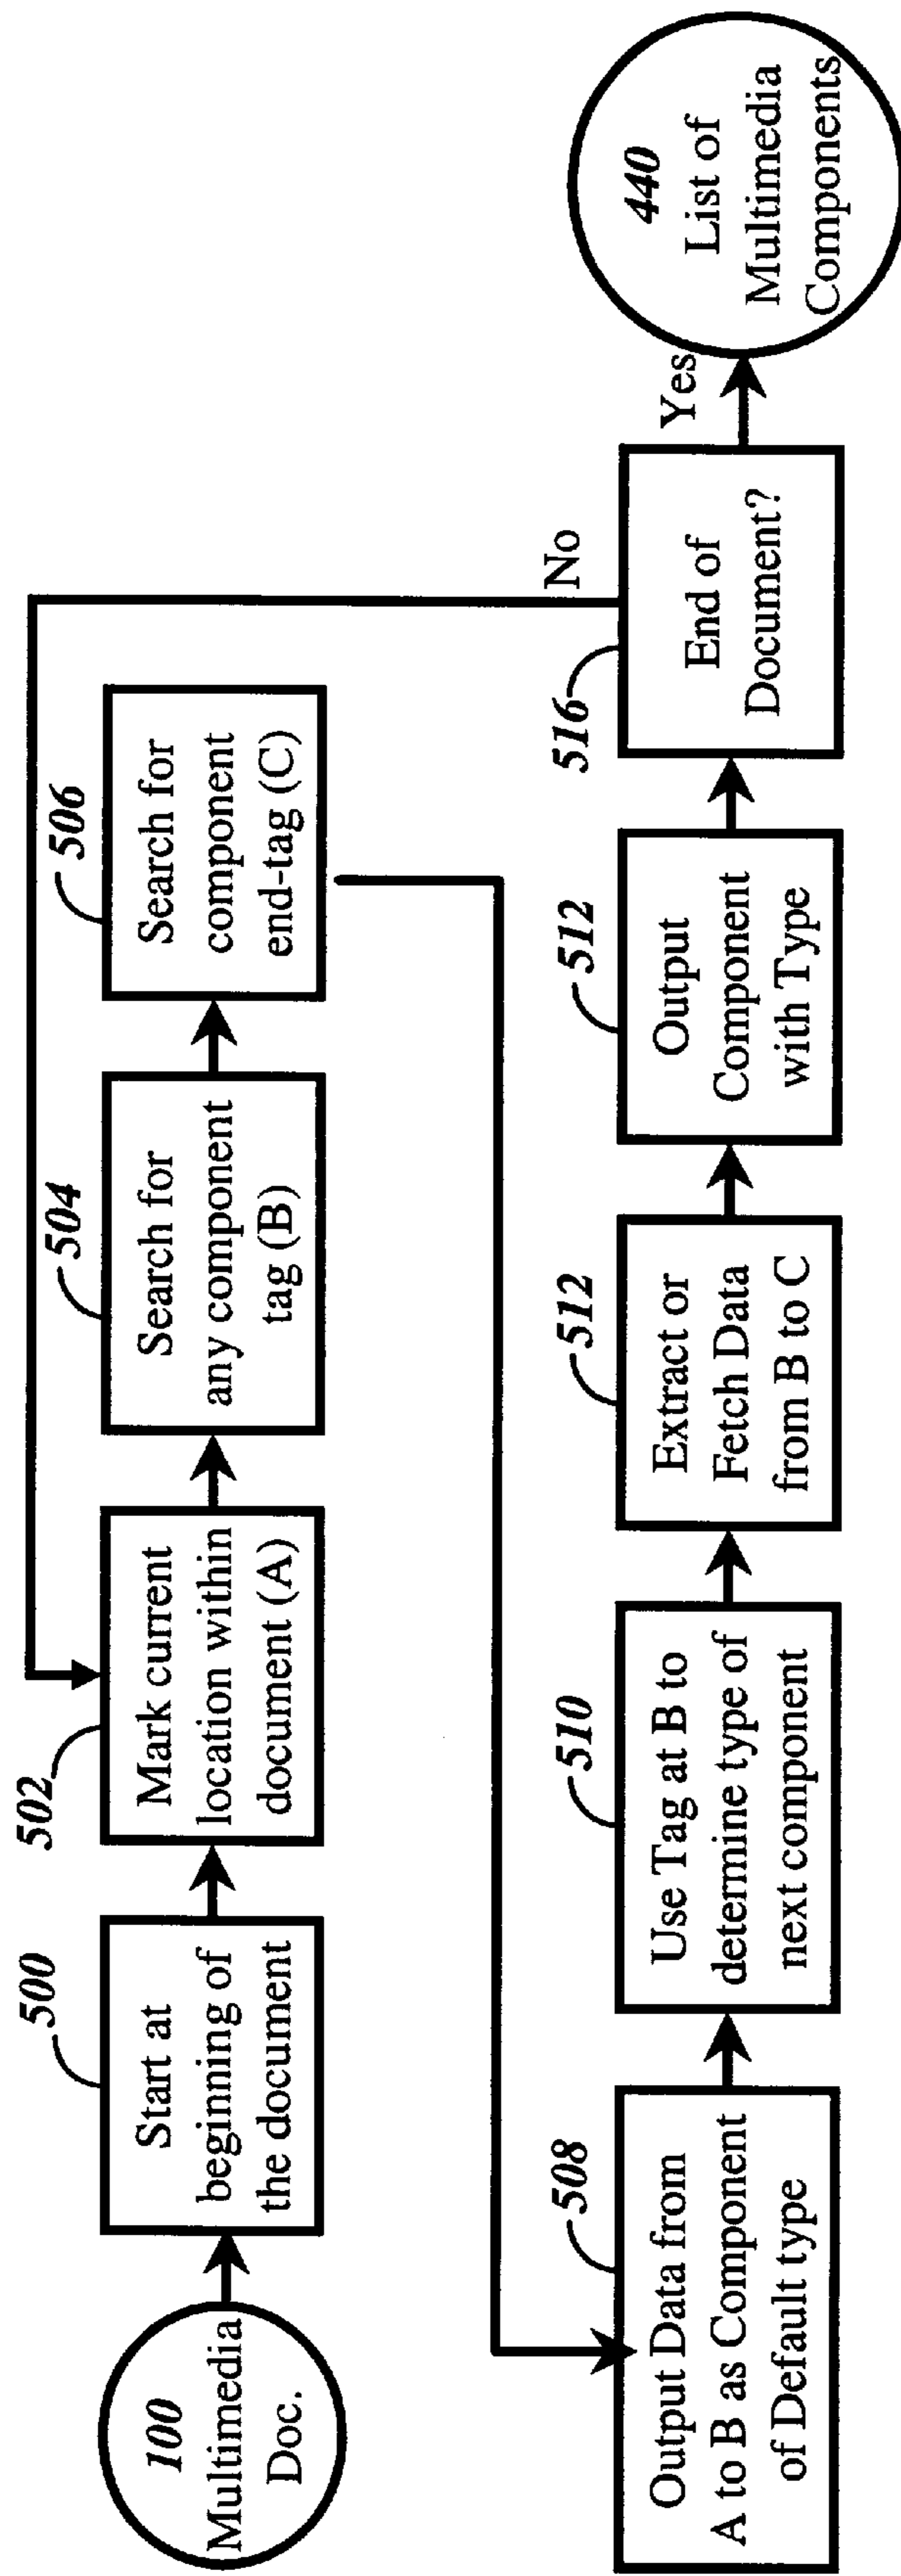 100
Multimedia
Doc.
500
Start at
beginning of
the document
502
Mark current
location within
document (A)
504
Search for
any component
tag (B)
506
Search for
component
end-tag (C)
508
Output Data from
A to B as Component
of Default type
510
Use Tag at B to
determine type of
next component
512
Extract or
Fetch Data
from B to C
512
Output
Component
with Type
516
End of
Document?
No
Yes
440
List of
Multimedia
Components